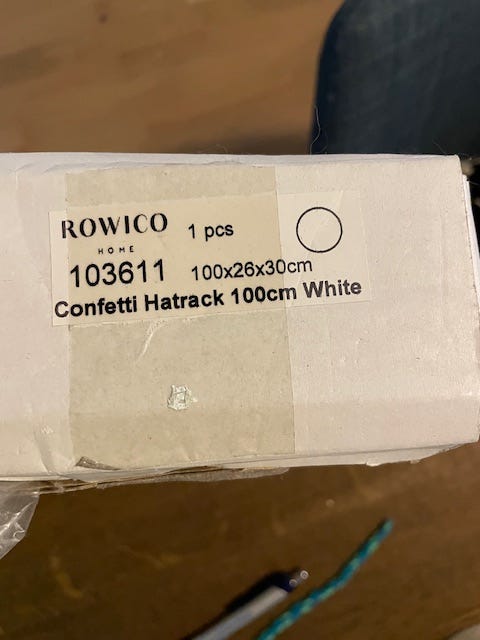 ROWICO 1 pcs
HOME
103611 100x26x30cm
Confetti Hatrack 100cm White